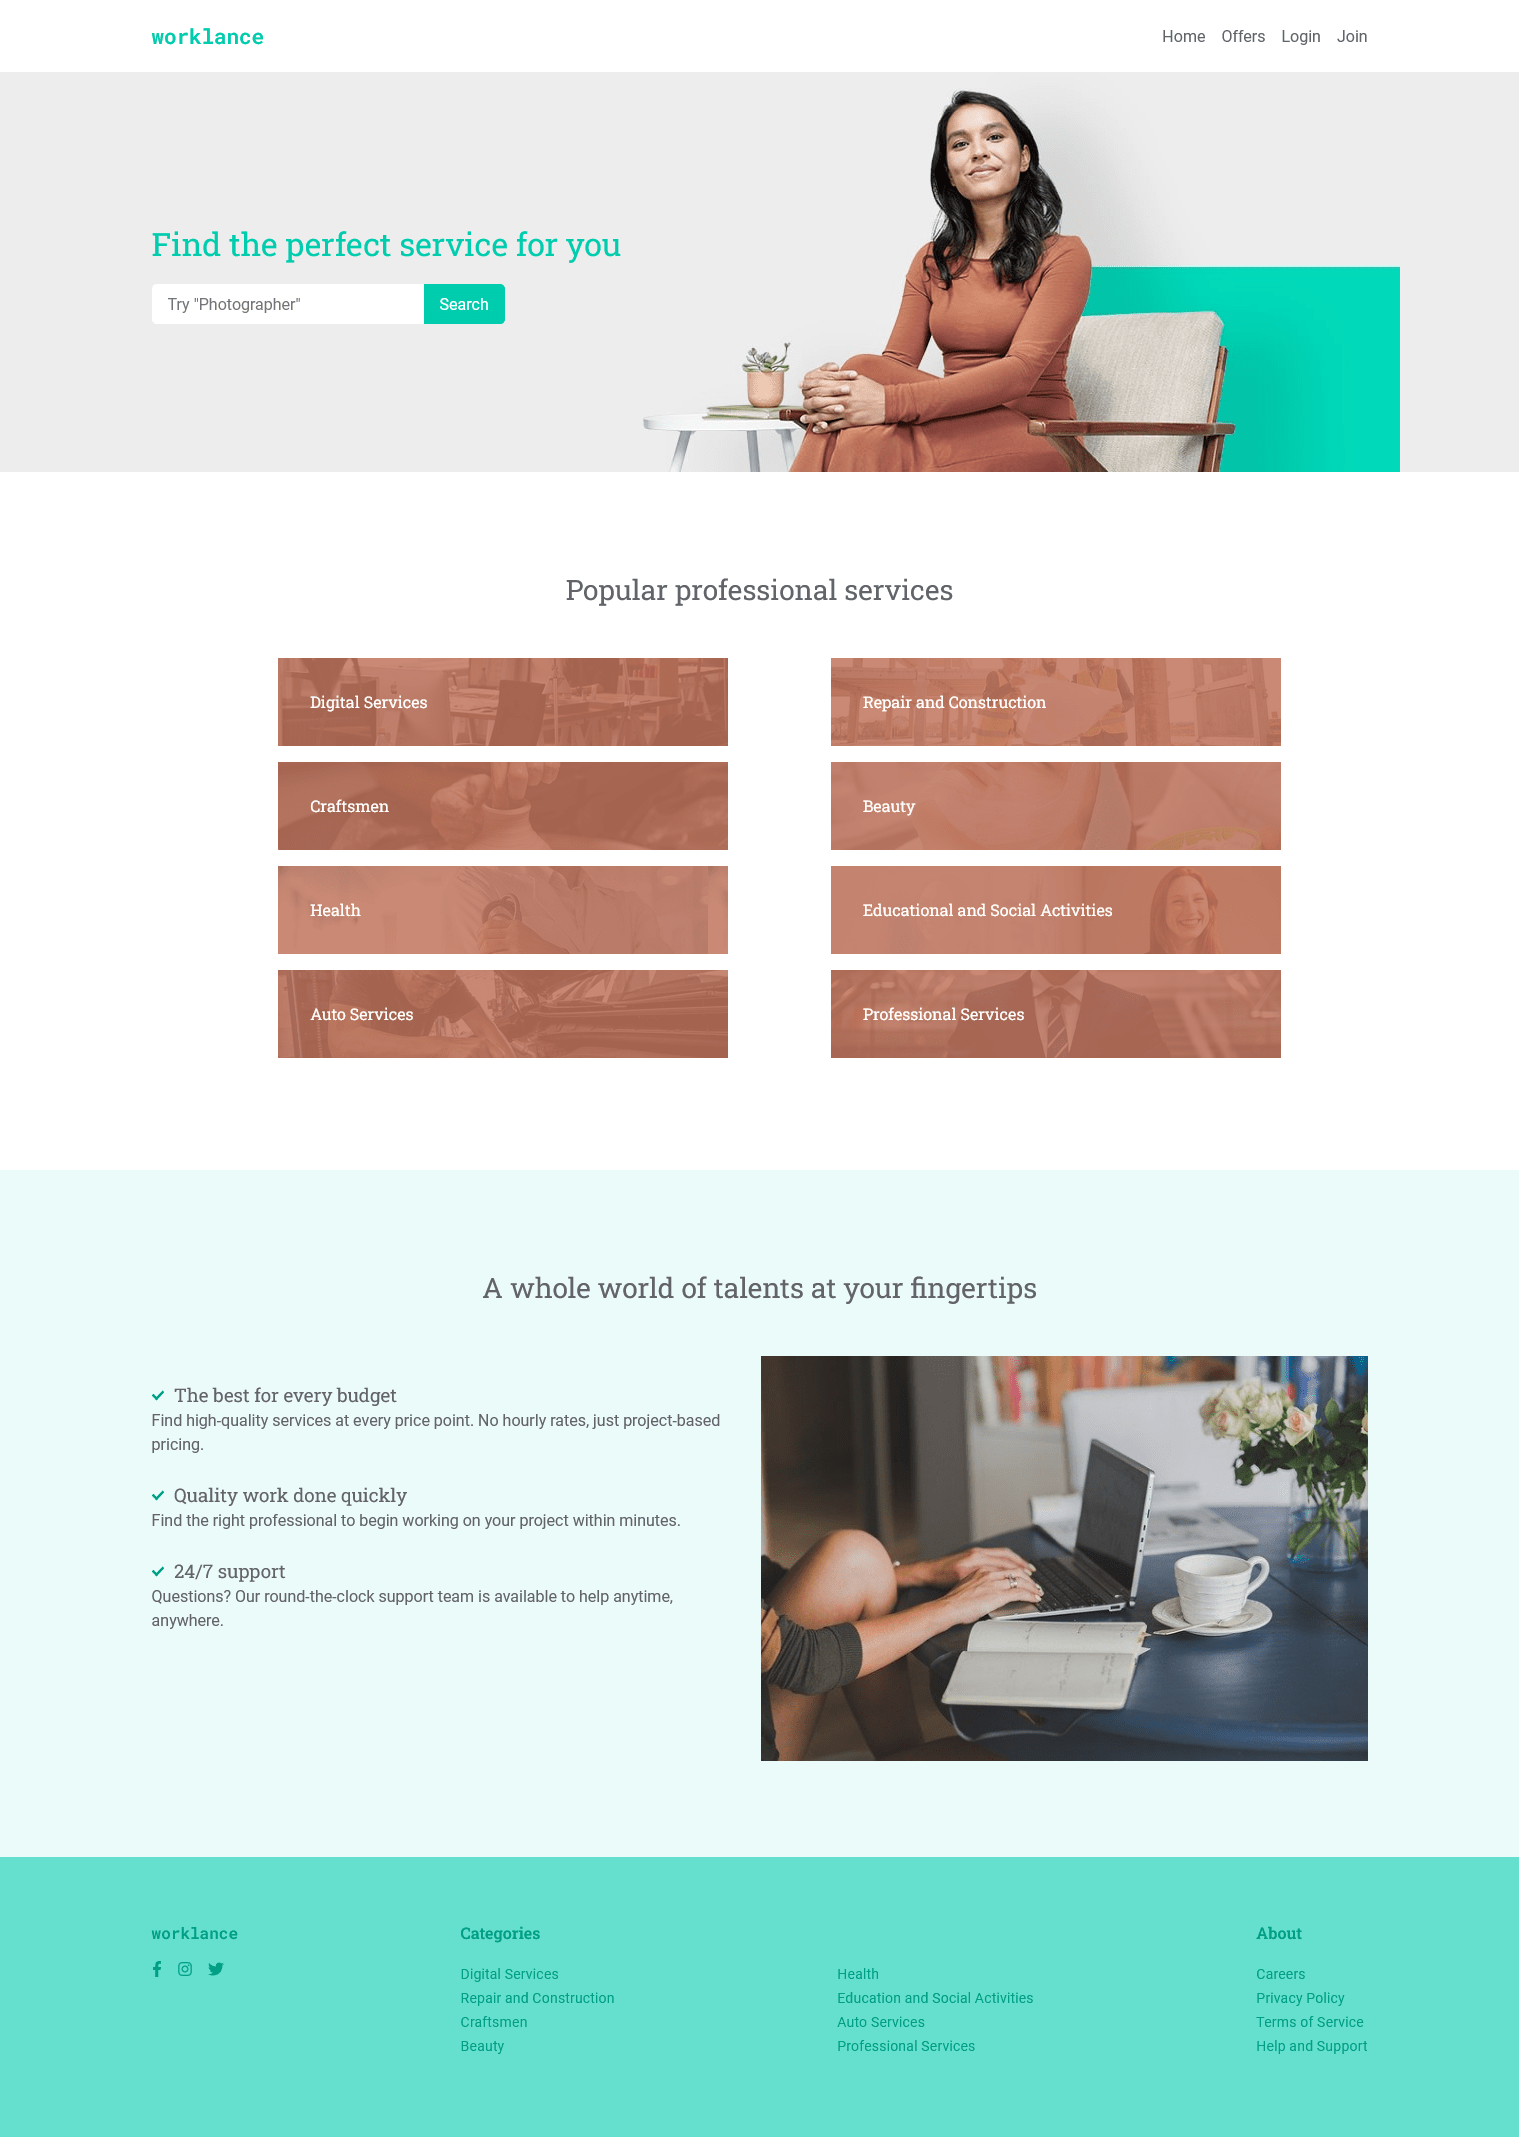 worklance
Home Offers Login Join
Find the perfect service for you
Try "Photographer" Search
Popular professional services
Digital Services
Repair and Construction
Craftsmen
Beauty
Health
Educational and Social Activities
Auto Services
Professional Services
A whole world of talents at your fingertips
The best for every budget
Find high-quality services at every price point. No hourly rates, just project-based
pricing.
Quality work done quickly
Find the right professional to begin working on your project within minutes.
24/7 support
Questions? Our round-the-clock support team is available to help anytime,
anywhere.
worklance
Categories
Digital Services
Repair and Construction
Craftsmen
Beauty
Health
Education and Social Activities
Auto Services
Professional Services
About
Careers
Privacy Policy
Terms of Service
Help and Support